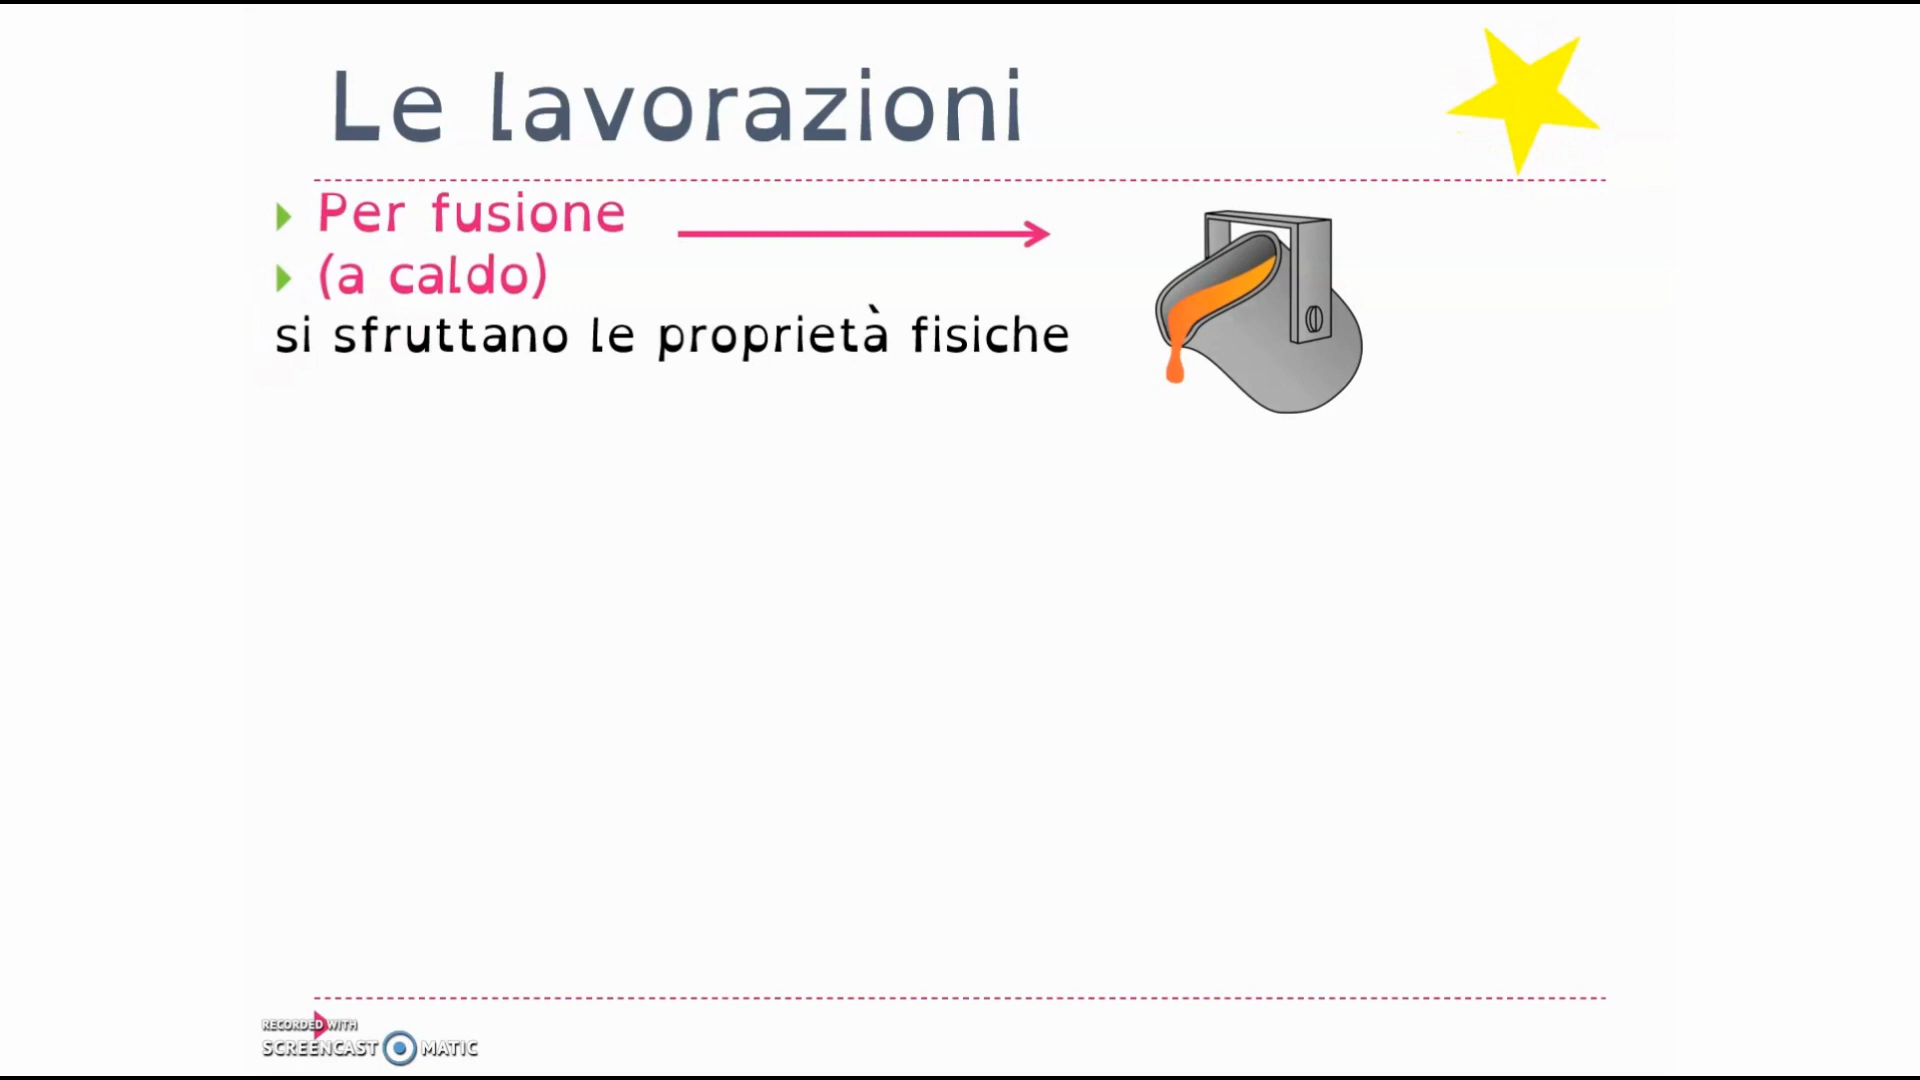 Le lavorazioni
Per fusione
(a caldo)
si sfruttano le proprietà fisiche
RECORDED WITH
SCREENCAST MATIC